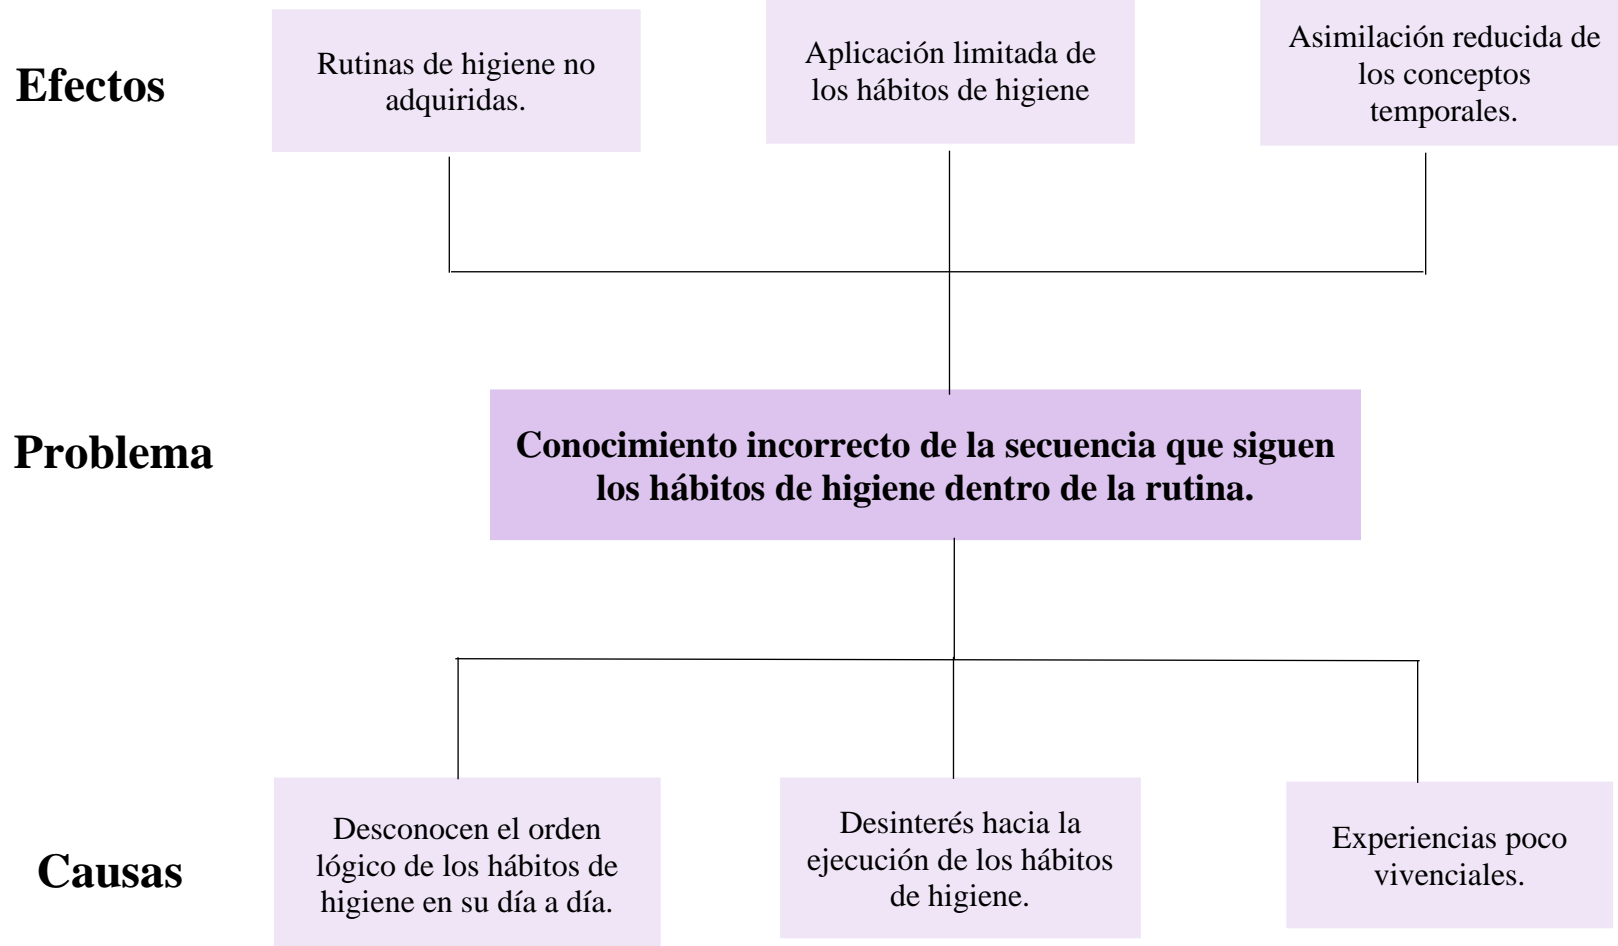 Efectos
Rutinas de higiene no
adquiridas.
Aplicación limitada de
los hábitos de higiene
Asimilación reducida de
los conceptos
temporales.
Problema
Conocimiento incorrecto de la secuencia que siguen
los hábitos de higiene dentro de la rutina.
Causas
Desconocen el orden
lógico de los hábitos de
higiene en su día a día.
Desinterés hacia la
ejecución de los hábitos
de higiene.
Experiencias poco
vivenciales.